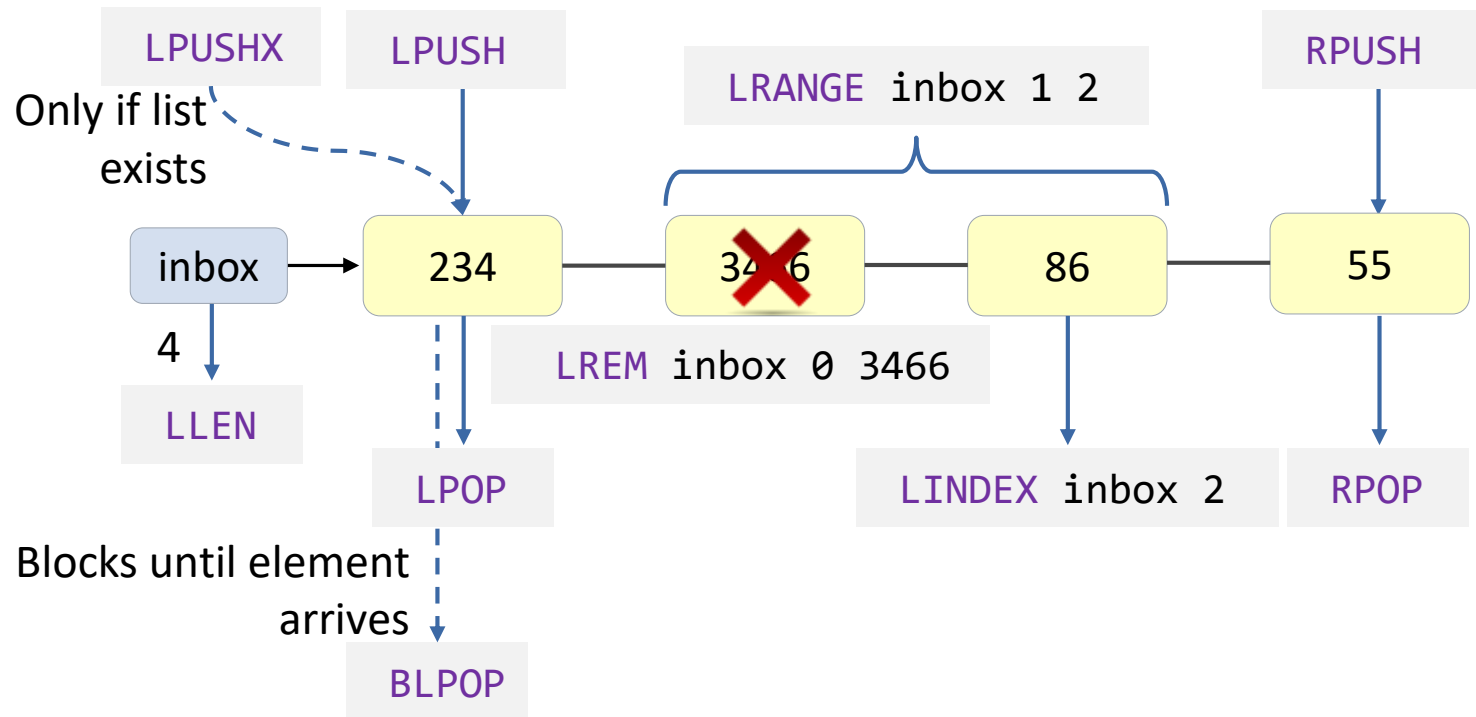 LPUSHX
LPUSH
LRANGE inbox 1 2
RPUSH
Only if list
exists
inbox
234
86
55
4
LREM inbox 0 3466
LLEN
LPOP
LINDEX inbox 2
RPOP
Blocks until element
arrives
BLPOP